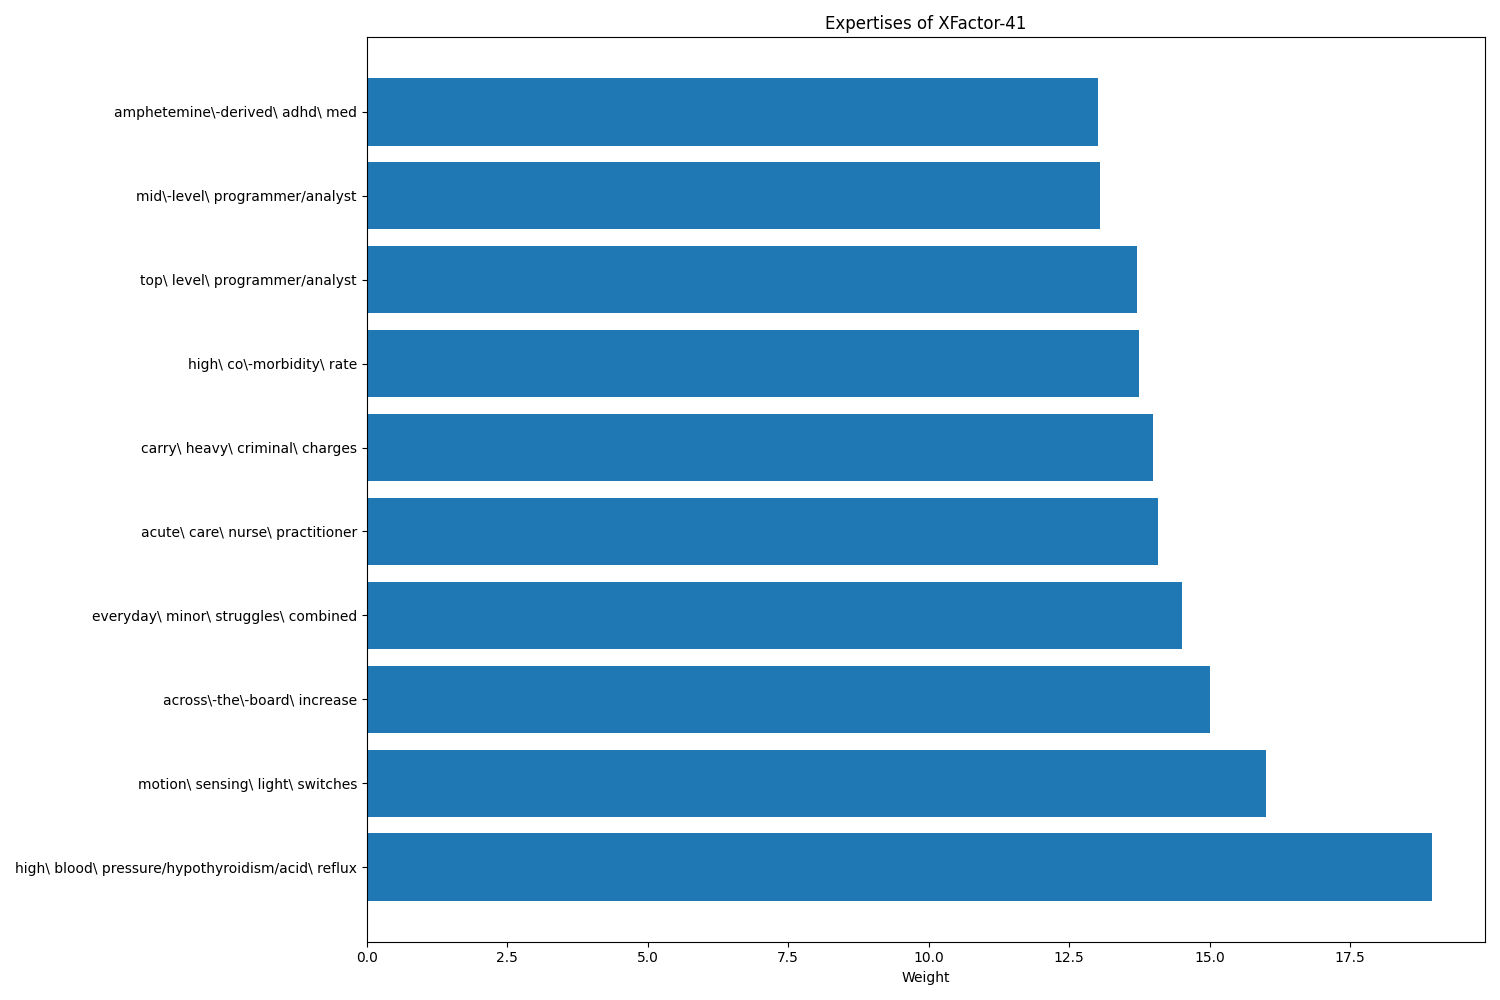 Expertises of XFactor-41
amphetemine\-derived\ adhd\ med
mid\-level\ programmer/analyst
top\ level\ programmer/analyst
high\ co\-morbidity\ rate
carry\ heavy\ criminal\ charges
acute\ care\ nurse\ practitioner
everyday\ minor\ struggles\ combined
across\-the\-board\ increase
motion\ sensing\ light\ switches
high\ blood\ pressure/hypothyroidism/acid\ reflux
0.0 2.5 5.0 7.5 10.0 12.5 15.0 17.5
Weight